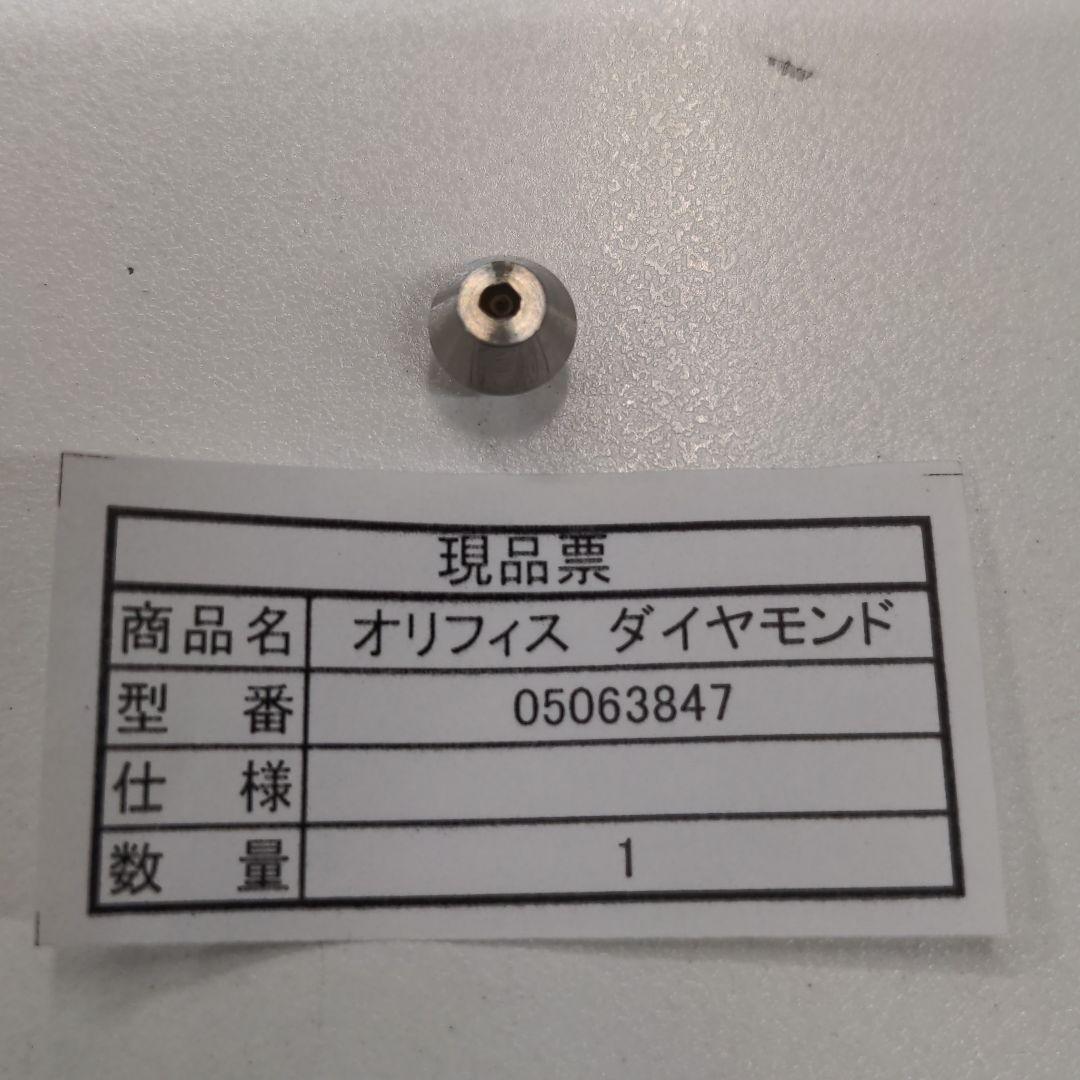 現品票
商品名 オリフィス ダイヤモンド
型番 05063847
仕様
数量 1